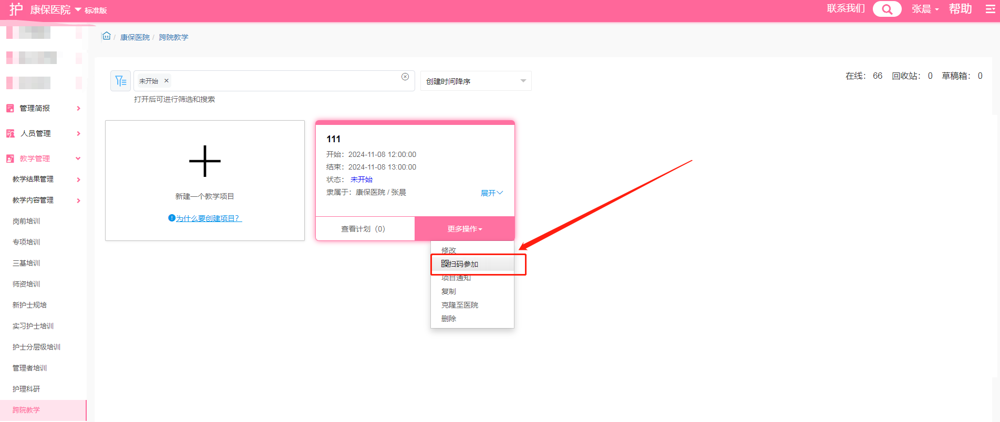 护 康保医院 标准版
联系我们 张晨 帮助
/ 康保医院 / 跨院教学
未开始 ×
创建时间降序
在线： 66 回收站： 0 草稿箱： 0
打开后可进行筛选和搜索
管理简报
人员管理
教学管理
教学结果管理
教学内容管理
岗前培训
专项培训
三基培训
师资培训
新护士规培
实习护士培训
护士分层级培训
管理者培训
护理科研
跨院教学
新建一个教学项目
为什么要创建项目？
111
开始：2024-11-08 12:00:00
结束：2024-11-08 13:00:00
状态： 未开始
隶属于：康保医院 / 张晨
展开
查看计划（0）
更多操作
修改
扫码参加
项目通知
复制
克隆至医院
删除